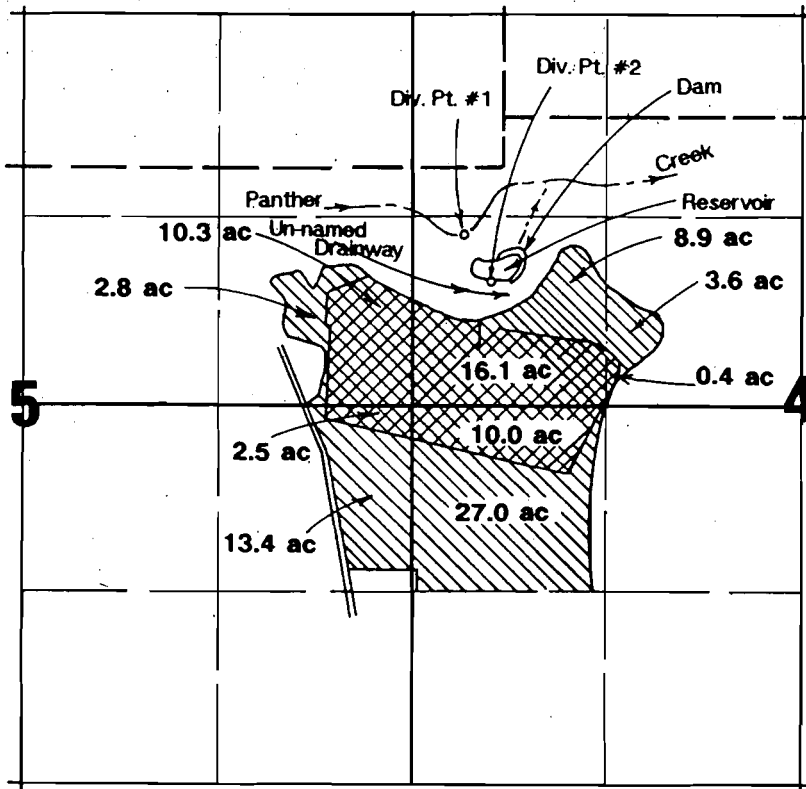 Div. Pt. #2
Div. Pt. #1
Dam
Creek
Panther
Reservoir
Un-named
Drainway
10.3 ac
8.9 ac
2.8 ac
3.6 ac
16.1 ac
0.4 ac
5
4
10.0 ac
2.5 ac
27.0 ac
13.4 ac